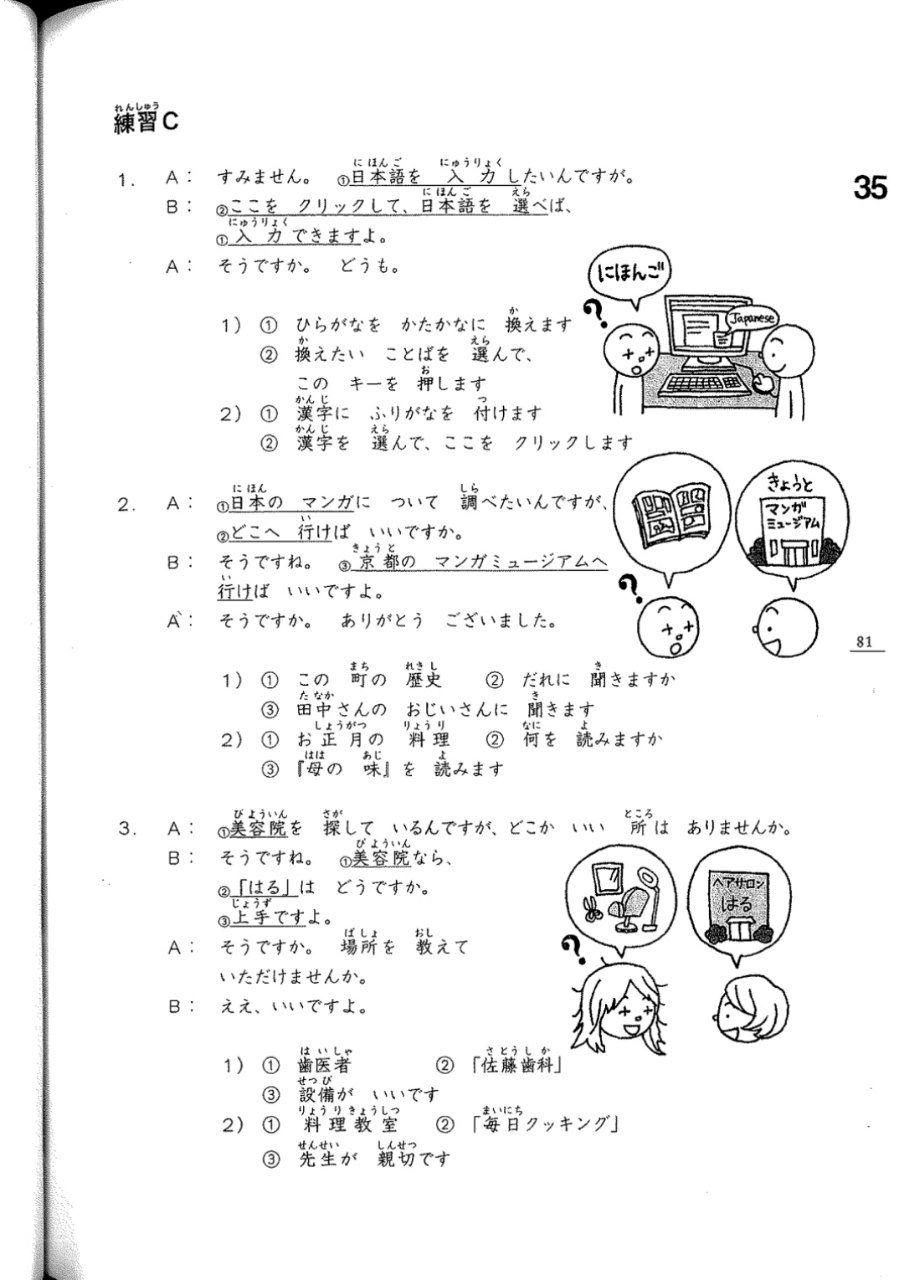 練習C
35
1. A： すみません。 ①日本語を 入力したいんですが。
B： ②ここを クリックして、日本語を 選べば、
①入力できますよ。
A： そうですか。 どうも。
にほんご
?
Japanese
1） ① ひらがなを かたかなに 換えます
② 換えたい ことばを 選んで、
この キーを 押します
2） ① 漢字に ふりがなを 付けます
② 漢字を 選んで、ここを クリックします
2. A： ①日本の マンガに ついて 調べたいんですが、
②どこへ 行けば いいですか。
B： そうですね。 ③京都の マンガミュージアムへ
行けば いいですよ。
A： そうですか。 ありがとう ございました。
きょうと
マンガ
ミュージアム
?
81
1） ① この 町の 歴史 ② だれに 聞きますか
③ 田中さんの おじいさんに 聞きます
2） ① お正月の 料理 ② 何を 読みますか
③ 『母の 味』を 読みます
3. A： ①美容院を 探して いるんですが、どこか いい 所は ありませんか。
B： そうですね。 ①美容院なら、
②「はる」は どうですか。
③上手ですよ。
A： そうですか。 場所を 教えて
いただけませんか。
B： ええ、いいですよ。
ヘアサロン
はる
?
1） ① 歯医者 ② 「佐藤歯科」
③ 設備が いいです
2） ① 料理教室 ② 「毎日クッキング」
③ 先生が 親切です